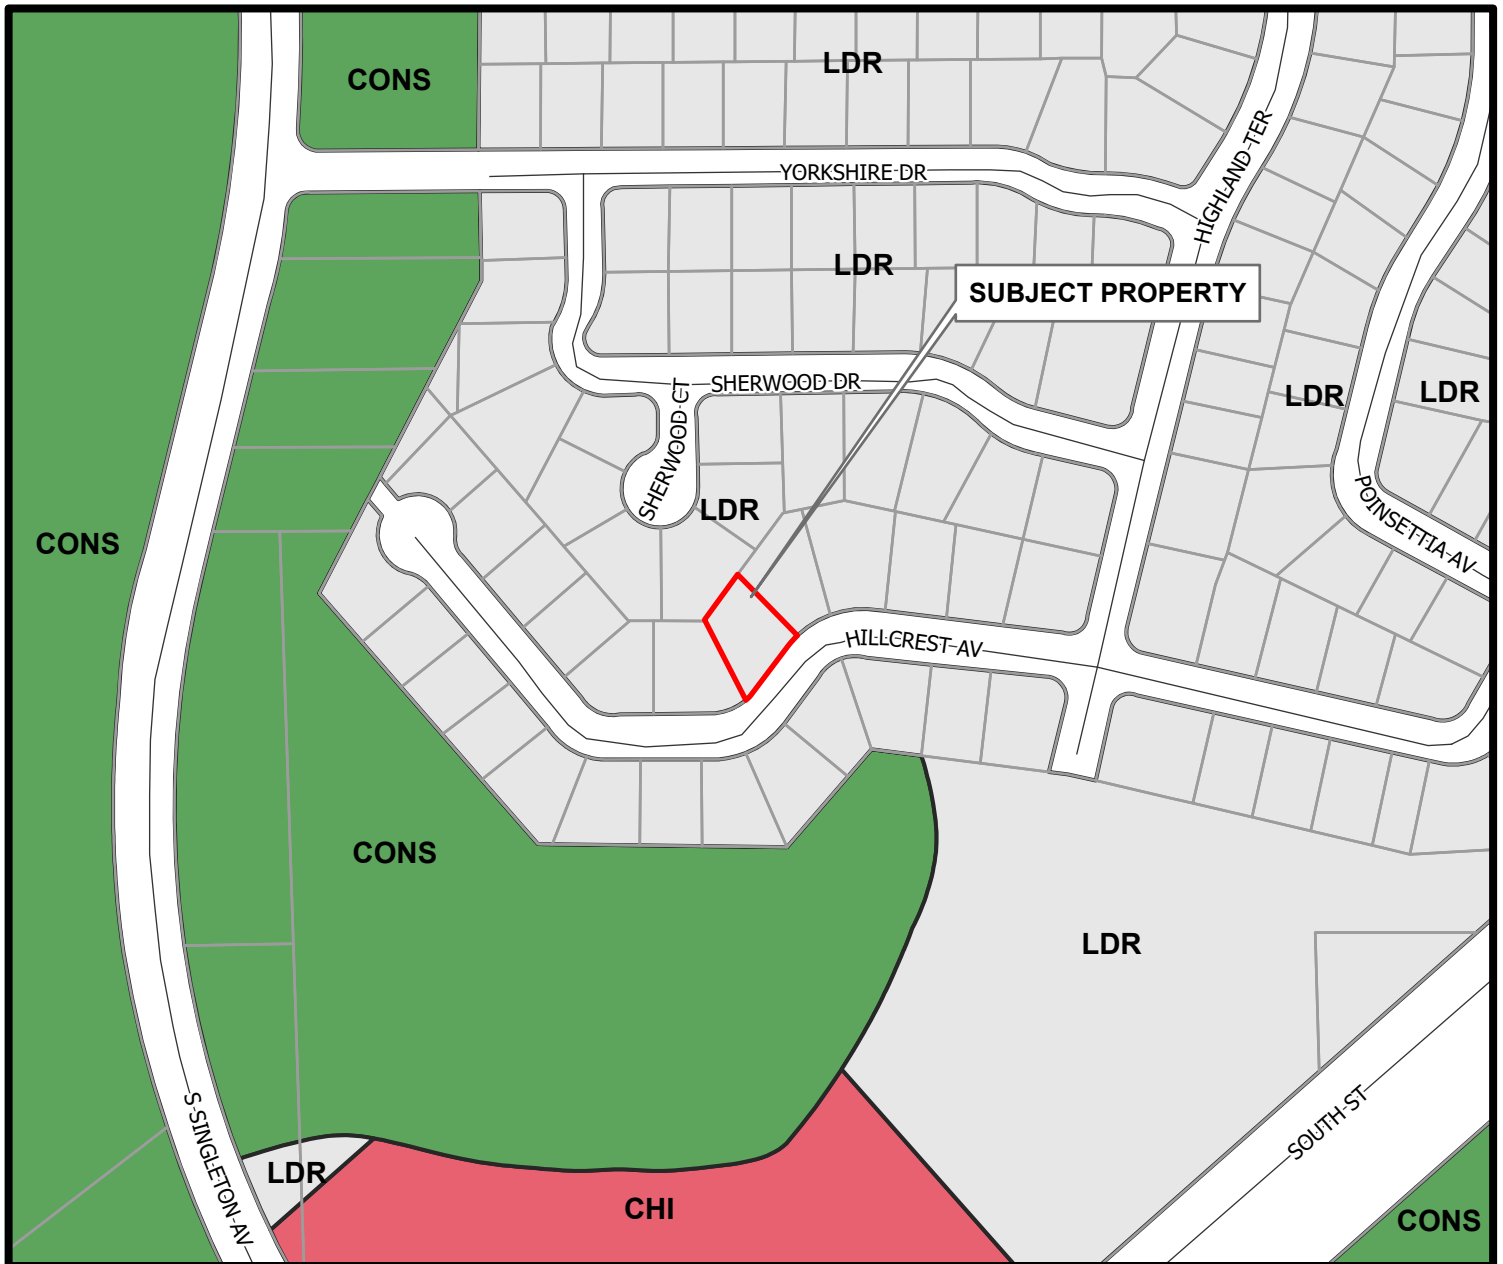 LDR
CONS
HIGHLAND TER
YORKSHIRE DR
LDR
SUBJECT PROPERTY
SHERWOOD DR
LDR
LDR
SHERWOOD CT
LDR
CONS
POINSETTIA AV
HILLCREST AV
CONS
LDR
SOUTH ST
S SINGLETON AV
LDR
CHI
CONS